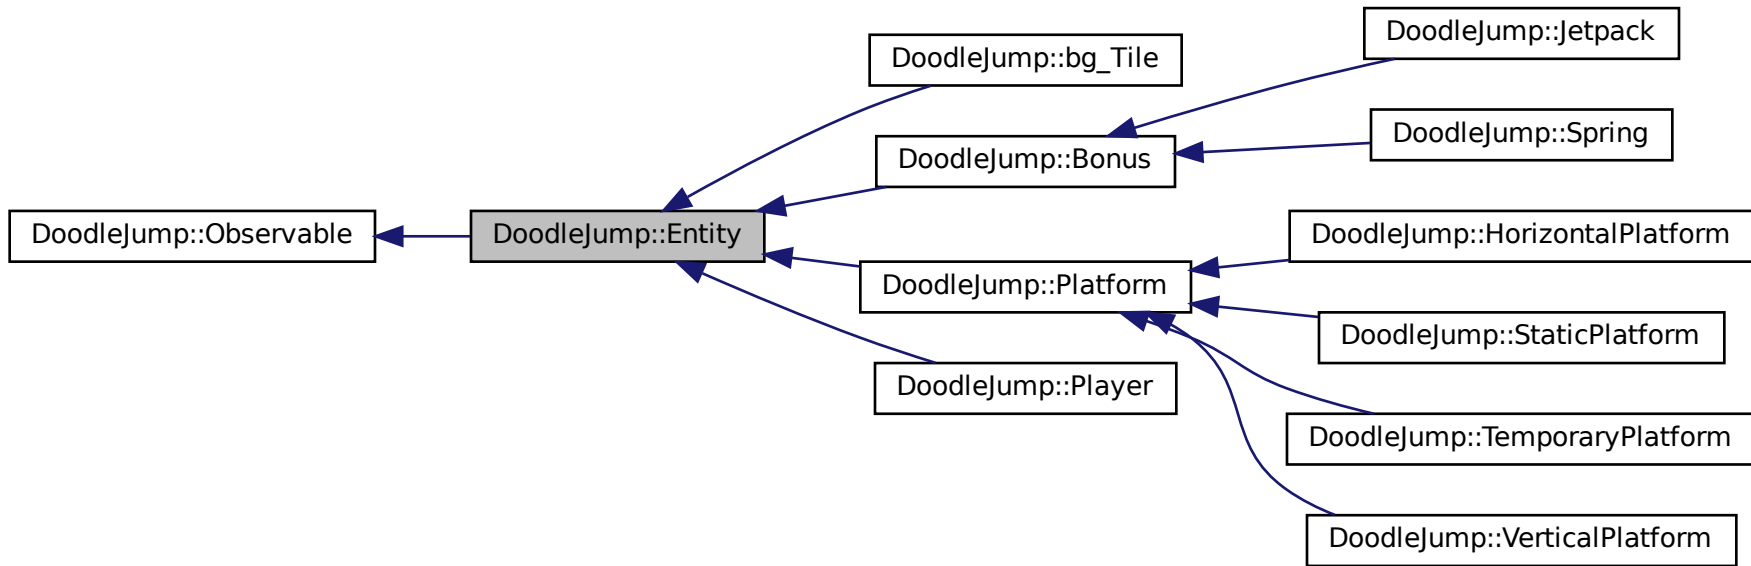 DoodleJump::Observable
DoodleJump::Entity
DoodleJump::bg_Tile
DoodleJump::Bonus
DoodleJump::Platform
DoodleJump::Player
DoodleJump::Jetpack
DoodleJump::Spring
DoodleJump::HorizontalPlatform
DoodleJump::StaticPlatform
DoodleJump::TemporaryPlatform
DoodleJump::VerticalPlatform